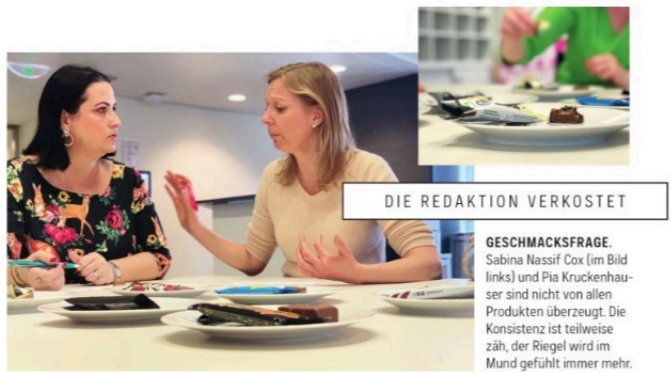 DIE REDAKTION VERKOSTET
GESCHMACKSFRAGE.
Sabina Nassif Cox (im Bild
links) und Pia Kruckenhau-
ser sind nicht von allen
Produkten überzeugt. Die
Konsistenz ist teilweise
zäh, der Riegel wird im
Mund gefühlt immer mehr.